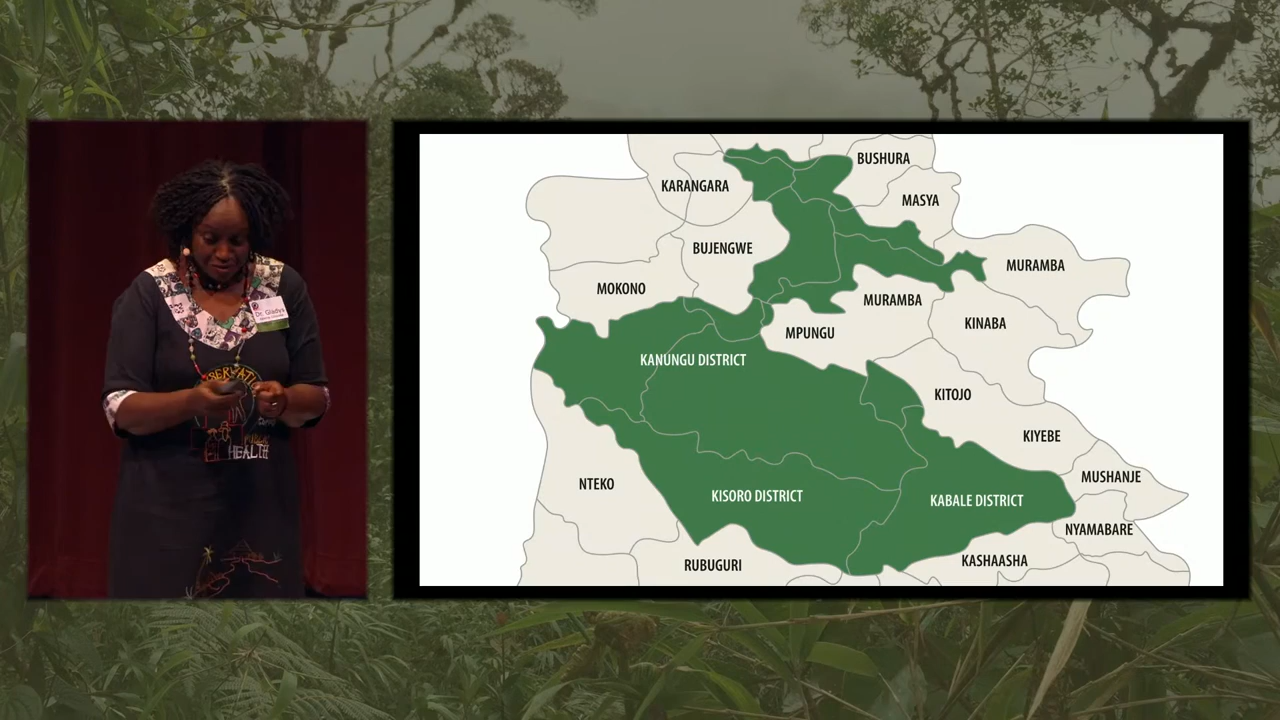 Dr. Gladys
HEALTH
BUSHURA
KARANGARA
MASYA
BUJENGWE
MURAMBA
MOKONO
MURAMBA
KINABA
MPUNGU
KANUNGU DISTRICT
KITOJO
KIYEBE
MUSHANJE
NTEKO
KISORO DISTRICT
KABALE DISTRICT
NYAMABARE
KASHAASHA
RUBUGURI